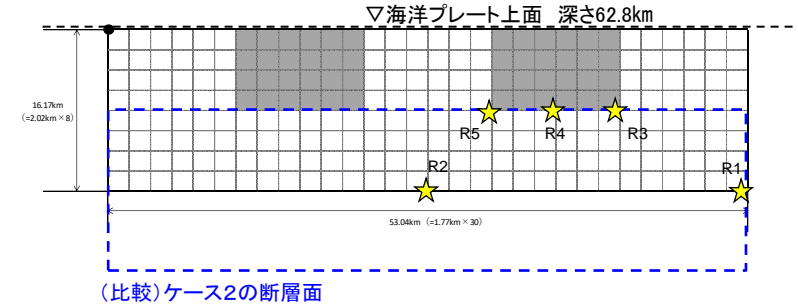 ▽海洋プレート上面 深さ62.8km
16.17km
(=2.02km×8)
R5
R4
R3
R2
R1
53.04km (=1.77km×30)
(比較)ケース2の断層面